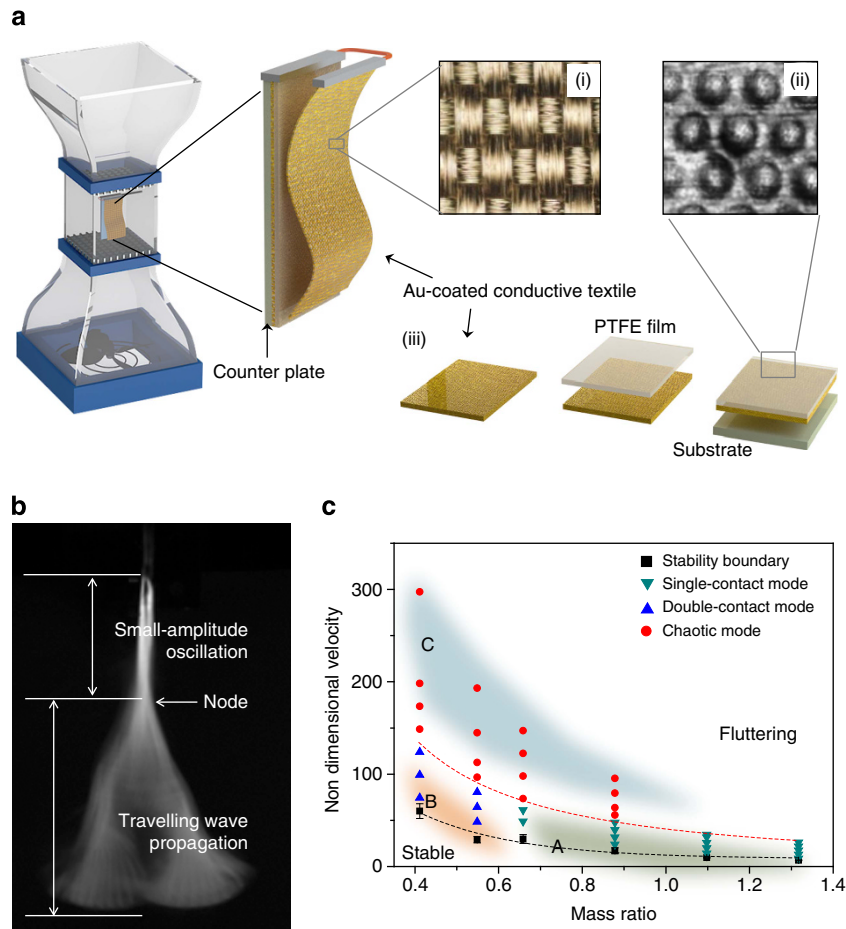 a
(i)
(ii)
Au-coated conductive textile
(iii)
PTFE film
Counter plate
Substrate
b
Small-amplitude
oscillation
Node
Travelling wave
propagation
c
Non dimensional velocity
300
200
100
0
Stability boundary
Single-contact mode
Double-contact mode
Chaotic mode
C
Fluttering
B
A
Stable
0.4
0.6
0.8
1.0
1.2
1.4
Mass ratio